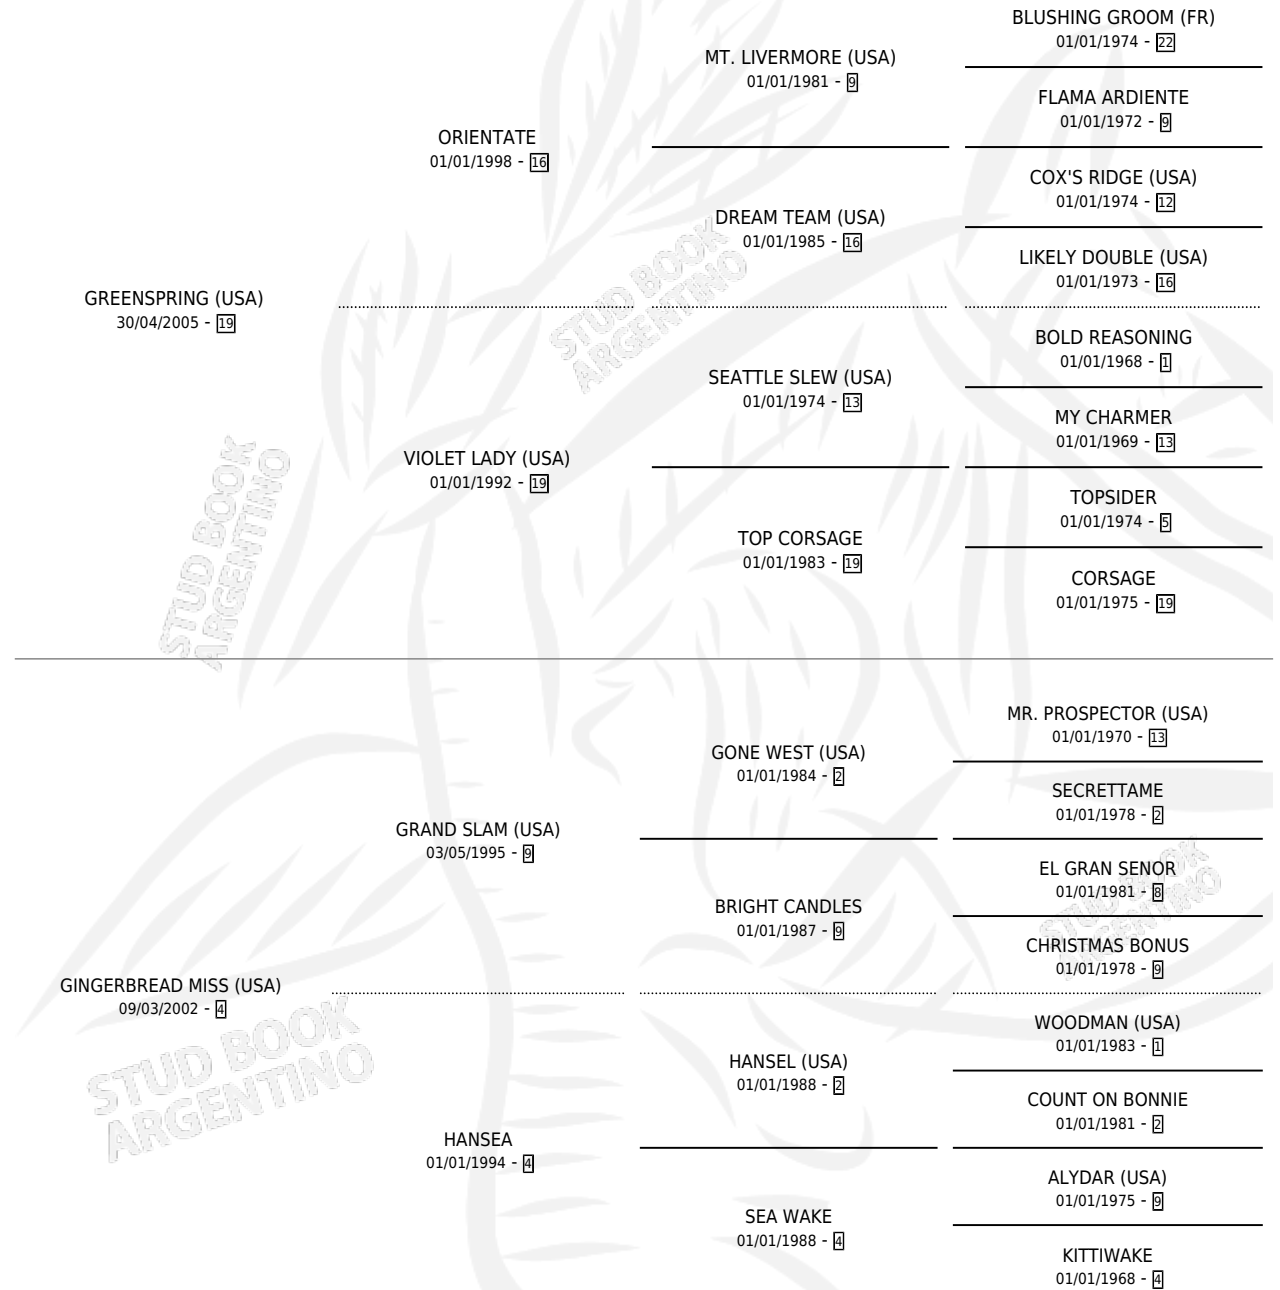 BLUSHING GROOM (FR)
01/01/1974 - 22
MT. LIVERMORE (USA)
01/01/1981 - 9
FLAMA ARDIENTE
01/01/1972 - 9
ORIENTATE
01/01/1998 - 16
COX'S RIDGE (USA)
01/01/1974 - 12
DREAM TEAM (USA)
01/01/1985 - 16
LIKELY DOUBLE (USA)
01/01/1973 - 16
GREENSPRING (USA)
30/04/2005 - 19
STUD BOOK
ARGENTINO
BOLD REASONING
01/01/1968 - 1
SEATTLE SLEW (USA)
01/01/1974 - 13
MY CHARMER
01/01/1969 - 13
VIOLET LADY (USA)
01/01/1992 - 19
TOPSIDER
01/01/1974 - 5
TOP CORSAGE
01/01/1983 - 19
CORSAGE
01/01/1975 - 19
STUD BOOK
ARGENTINO
MR. PROSPECTOR (USA)
01/01/1970 - 13
GONE WEST (USA)
01/01/1984 - 2
SECRETTAME
01/01/1978 - 2
GRAND SLAM (USA)
03/05/1995 - 9
EL GRAN SENOR
01/01/1981 - 8
BRIGHT CANDLES
01/01/1987 - 9
CHRISTMAS BONUS
01/01/1978 - 9
STUD BOOK
ARGENTINO
GINGERBREAD MISS (USA)
09/03/2002 - 4
WOODMAN (USA)
01/01/1983 - 1
HANSEL (USA)
01/01/1988 - 2
COUNT ON BONNIE
01/01/1981 - 2
STUD BOOK
ARGENTINO
HANSEA
01/01/1994 - 4
ALYDAR (USA)
01/01/1975 - 9
SEA WAKE
01/01/1988 - 4
KITTIWAKE
01/01/1968 - 4